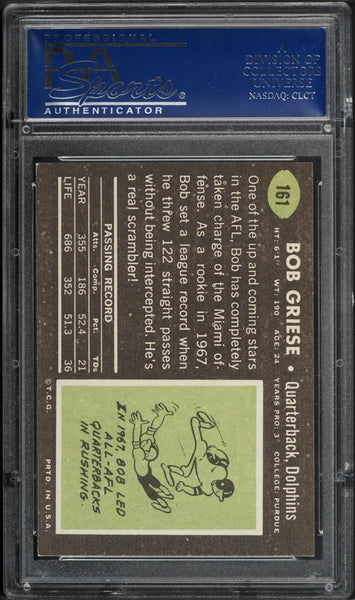 PROFESSIONAL
PSA
Sports
AUTHENTICATOR
A
DIVISION OF
COLLECTORS
UNIVERSE
NASDAQ: CLCT
161
BOB GRIESE • Quarterback, Dolphins
HT: 6'1" WT: 190 AGE: 24 YEARS PRO: 3 COLLEGE: PURDUE
One of the up and coming stars
in the AFL, Bob has completely
taken charge of the Miami of-
fense. As a rookie in 1967,
Bob set a league record when
he threw 122 straight passes
without being intercepted. He's
a real scrambler!
PASSING RECORD
Atts. Comp. Pct. TDs
YEAR 355 186 52.4 21
LIFE 686 352 51.3 36
IN 1967, BOB LED
ALL-AFL
QUARTERBACKS
IN RUSHING.
© T.C.G. PRTD. IN U.S.A.